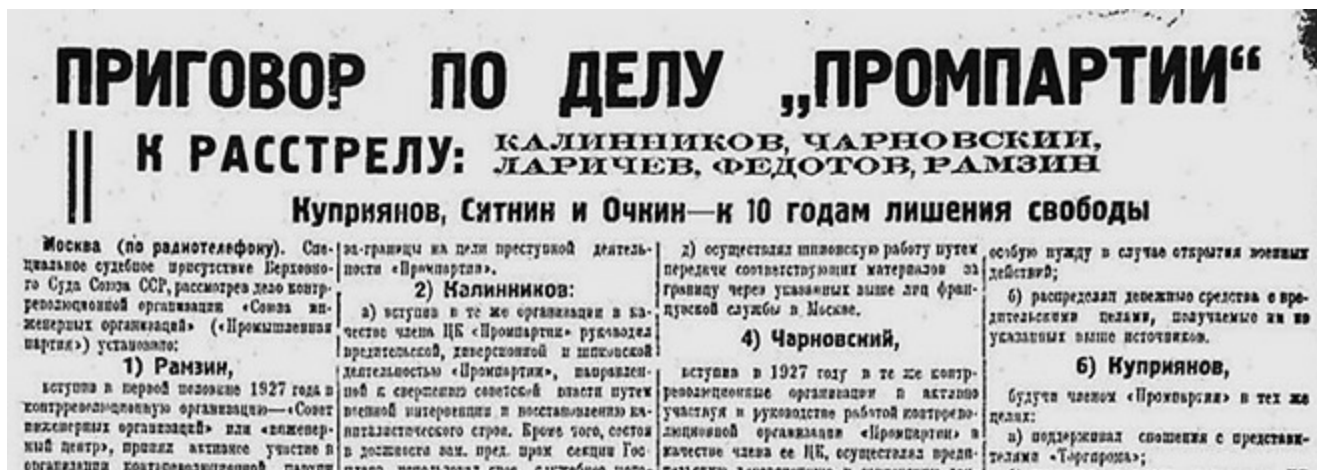 ПРИГОВОР ПО ДЕЛУ „ПРОМПАРТИИ“
К РАССТРЕЛУ: КАЛИННИКОВ, ЧАРНОВСКИЙ,
ЛАРИЧЕВ, ФЕДОТОВ, РАМЗИН
Куприянов, Ситнин и Очкин—к 10 годам лишения свободы
Москва (по радиотелефону). Спе-
циальное судебное присутствие Верховно-
го Суда Союза ССР, рассмотрев дело контр-
революционной организации «Союза ин-
женерных организаций» («Промышленная
партия») установило:
1) Рамзин,
вступив в первой половине 1927 года в
контрреволюционную организацию—«Совет
инженерных организаций» или «инженер-
ный центр», принял активное участие в
организации контрреволюционной партии
за-границы на цели преступной деятель-
ности «Промпартии».
2) Калинников:
а) вступив в те же организации в ка-
честве члена ЦК «Промпартии» руководил
вредительской, диверсионной и шпионской
деятельностью «Промпартии», направлен-
ной к свержению советской власти путем
военной интервенции и восстановлению ка-
питалистического строя. Кроме того, состоя
в должности зам. пред. пром. секции Гос-
плана, использовал свое служебное
д) осуществлял шпионскую работу путем
передачи соответствующих материалов за
границу через указанных выше лиц фран-
цузской службы в Москве.
4) Чарновский,
вступив в 1927 году в те же контр-
революционные организации и активно
участвуя в руководстве работой контррево-
люционной организации «Промпартии» в
качестве члена ее ЦК, осуществлял вреди-
особую нужду в случае открытия военных
действий;
б) распределял денежные средства с вре-
дительскими целями, получаемые им из
указанных выше источников.
6) Куприянов,
будучи членом «Промпартии» в тех же
целях:
а) поддерживал сношения с представи-
телями «Торгпрома»;